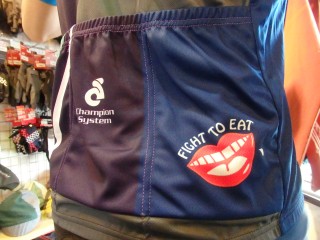 Champion
System
FIGHT TO EAT